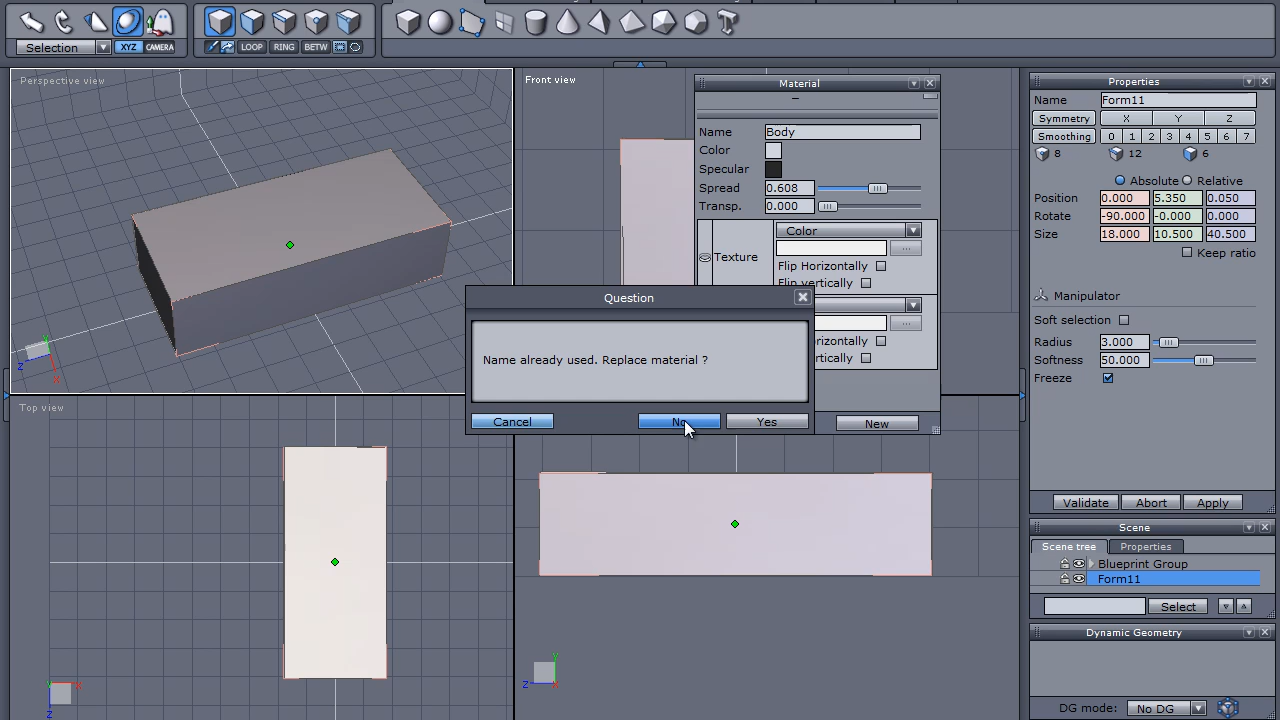 Selection
XYZ
CAMERA
LOOP
RING
BETW
Perspective view
Front view
Top view
Material
Name
Body
Color
Specular
Spread
0.608
Transp.
0.000
Texture
Color
...
Flip Horizontally
Flip vertically
...
New
Question
Name already used. Replace material ?
Cancel
No
Yes
Properties
Name
Form11
Symmetry
X
Y
Z
Smoothing
0 1 2 3 4 5 6 7
8
12
6
Absolute
Relative
Position
0.000 5.350 0.050
Rotate
-90.000 -0.000 0.000
Size
18.000 10.500 40.500
Keep ratio
Manipulator
Soft selection
Radius
3.000
Softness
50.000
Freeze
Validate
Abort
Apply
Scene
Scene tree
Properties
Blueprint Group
Form11
Select
Dynamic Geometry
DG mode:
No DG
y
z
x
y
x
z
y
z
x